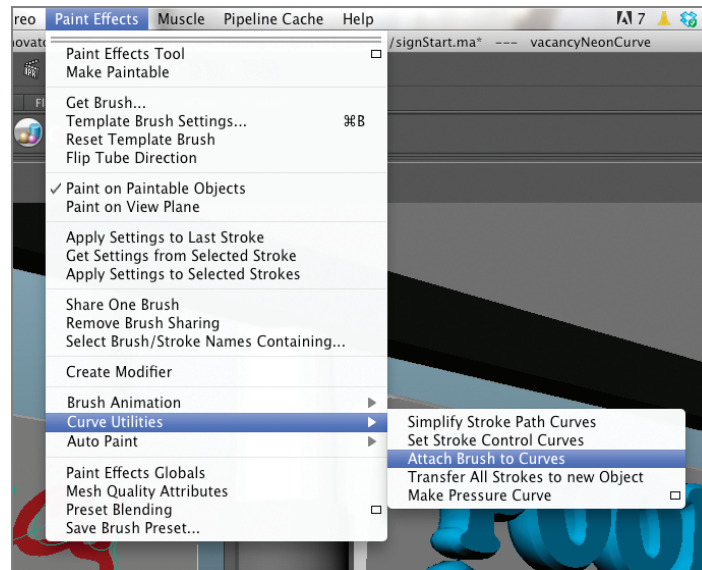 reo Paint Effects Muscle Pipeline Cache Help 7
/signStart.ma* --- vacancyNeonCurve
Paint Effects Tool
Make Paintable
Get Brush...
Template Brush Settings... ⌘B
Reset Template Brush
Flip Tube Direction
✓ Paint on Paintable Objects
Paint on View Plane
Apply Settings to Last Stroke
Get Settings from Selected Stroke
Apply Settings to Selected Strokes
Share One Brush
Remove Brush Sharing
Select Brush/Stroke Names Containing...
Create Modifier
Brush Animation
Curve Utilities
Auto Paint
Paint Effects Globals
Mesh Quality Attributes
Preset Blending
Save Brush Preset...
Simplify Stroke Path Curves
Set Stroke Control Curves
Attach Brush to Curves
Transfer All Strokes to new Object
Make Pressure Curve